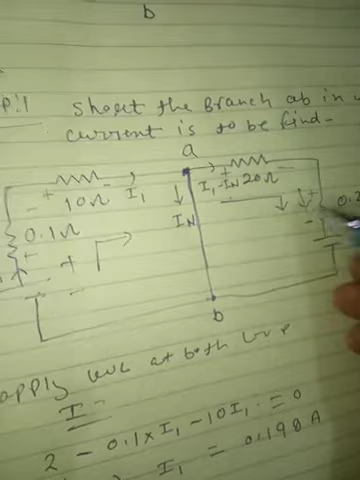 b
Short the Branch ab in
current is to be find-
a
+ -
10Ω I₁
I₁-IN 20Ω
0.1Ω
IN
+
b
apply KVL at both loop
I
2 - 0.1×I₁ - 10I₁ = 0
I₁ = 0.198 A